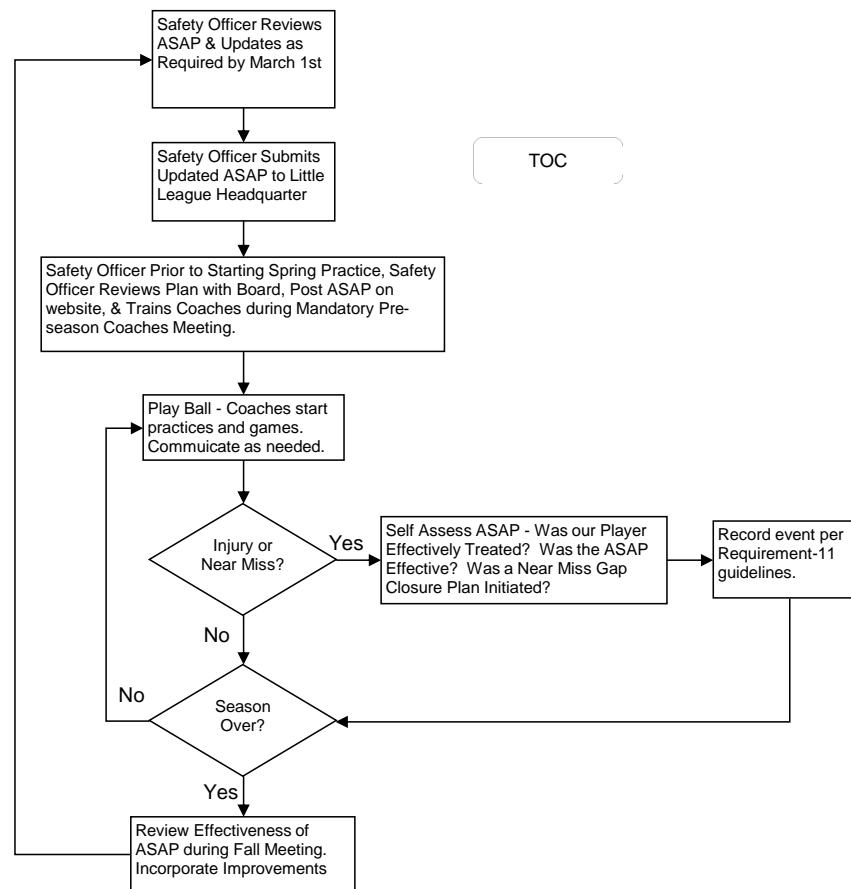 Safety Officer Reviews
ASAP & Updates as
Required by March 1st
Safety Officer Submits
Updated ASAP to Little
League Headquarter
TOC
Safety Officer Prior to Starting Spring Practice, Safety
Officer Reviews Plan with Board, Post ASAP on
website, & Trains Coaches during Mandatory Pre-
season Coaches Meeting.
Play Ball - Coaches start
practices and games.
Commuicate as needed.
Injury or
Near Miss?
Yes
Self Assess ASAP - Was our Player
Effectively Treated? Was the ASAP
Effective? Was a Near Miss Gap
Closure Plan Initiated?
Record event per
Requirement-11
guidelines.
No
Season
Over?
No
Yes
Review Effectiveness of
ASAP during Fall Meeting.
Incorporate Improvements